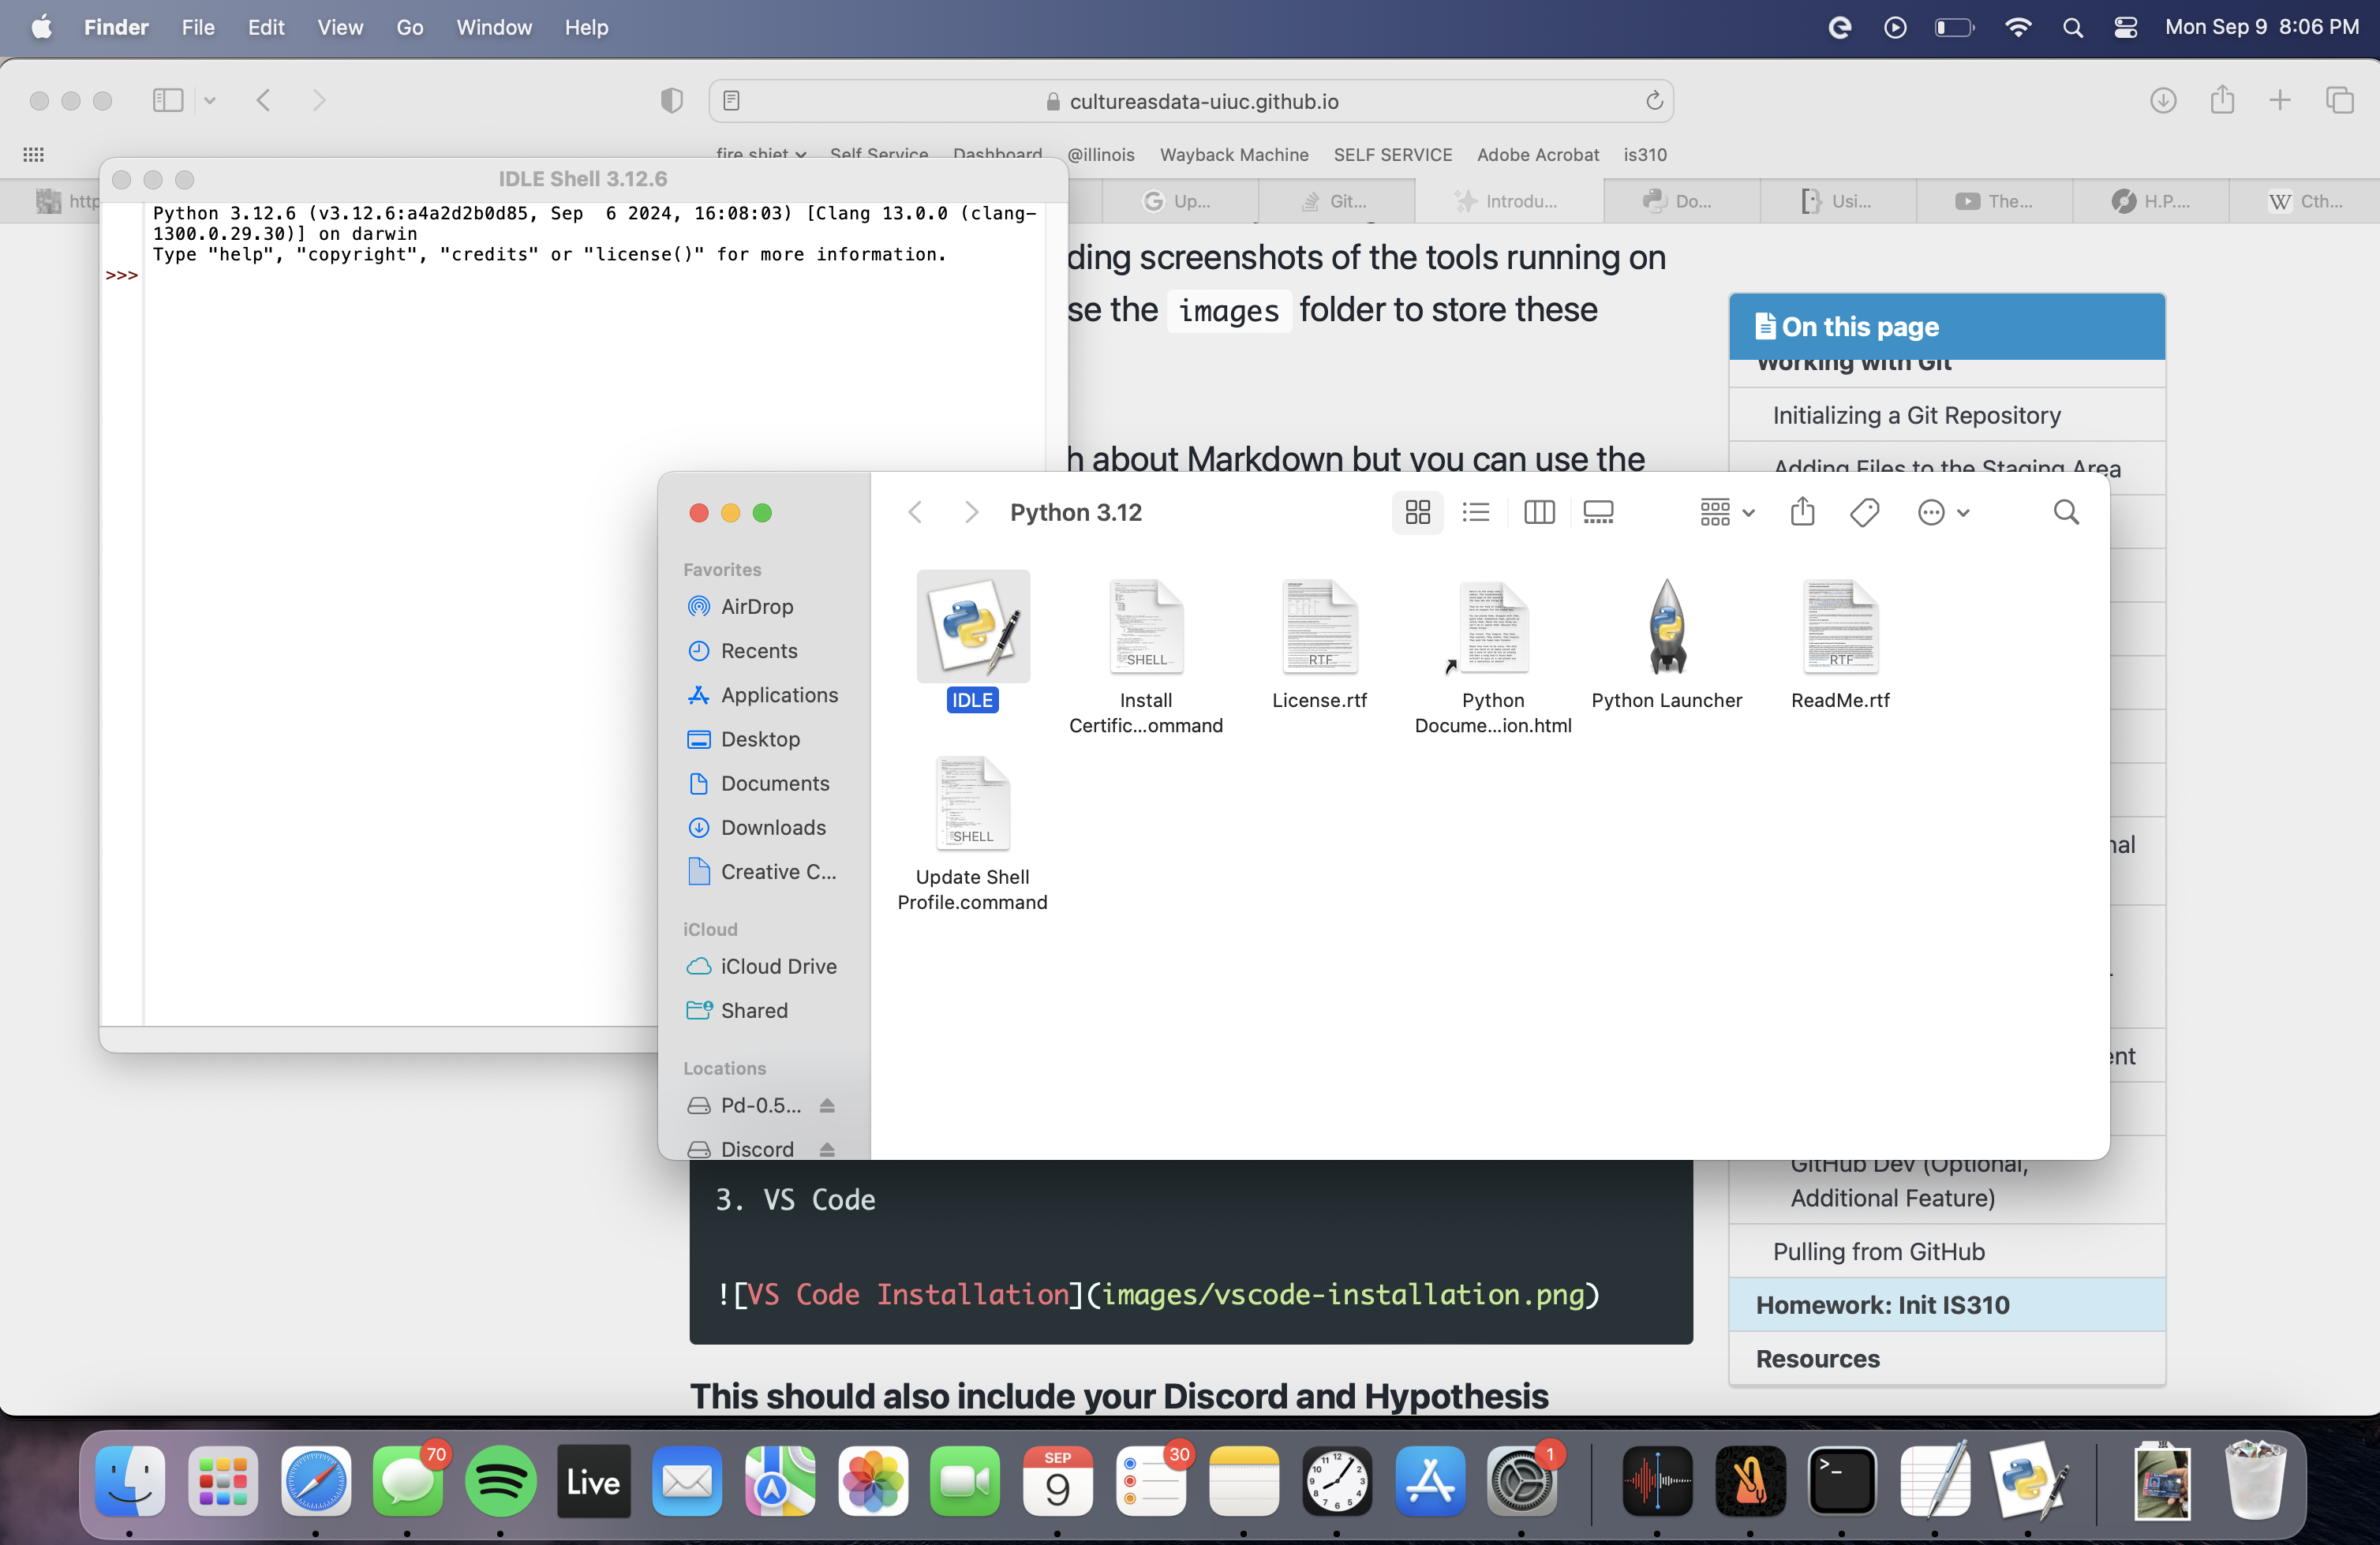 Finder File Edit View Go Window Help
Mon Sep 9 8:06 PM
cultureasdata-uiuc.github.io
fire shiet Self Service Dashboard @illinois Wayback Machine SELF SERVICE Adobe Acrobat is310
http
Up...
Git...
Introdu...
Do...
Usi...
The...
H.P....
Cth...
IDLE Shell 3.12.6
Python 3.12.6 (v3.12.6:a4a2d2b0d85, Sep  6 2024, 16:08:03) [Clang 13.0.0 (clang-
1300.0.29.30)] on darwin
Type "help", "copyright", "credits" or "license()" for more information.
>>>
ding screenshots of the tools running on
se the images folder to store these
h about Markdown but you can use the
On this page
Working with Git
Initializing a Git Repository
Adding Files to the Staging Area
Python 3.12
Favorites
AirDrop
Recents
Applications
Desktop
Documents
Downloads
Creative C...
iCloud
iCloud Drive
Shared
Locations
Pd-0.5...
Discord
IDLE
Install
Certific...ommand
SHELL
License.rtf
RTF
Python
Docume...ion.html
Python Launcher
ReadMe.rtf
RTF
SHELL
Update Shell
Profile.command
nal
ent
GitHub Dev (Optional,
Additional Feature)
Pulling from GitHub
Homework: Init IS310
Resources
3. VS Code
![VS Code Installation](images/vscode-installation.png)
This should also include your Discord and Hypothesis
70
Live
SEP
9
30
1